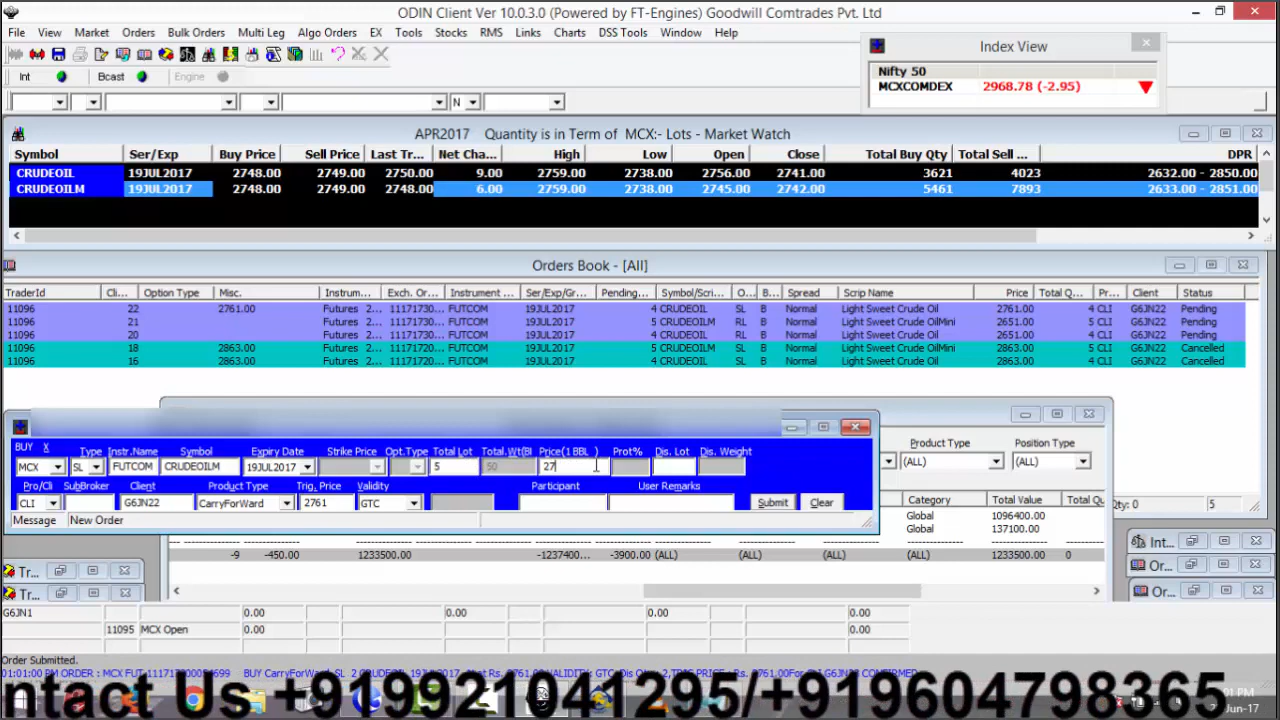 ODIN Client Ver 10.0.3.0 (Powered by FT-Engines) Goodwill Comtrades Pvt. Ltd
File View Market Orders Bulk Orders Multi Leg Algo Orders EX Tools Stocks RMS Links Charts DSS Tools Window Help
Index View
Int Bcast Engine
Nifty 50
MCXCOMDEX 2968.78 (-2.95)
N
APR2017 Quantity is in Term of MCX:- Lots - Market Watch
Symbol Ser/Exp Buy Price Sell Price Last Tr... Net Cha... High Low Open Close Total Buy Qty Total Sell ... DPR
CRUDEOIL 19JUL2017 2748.00 2749.00 2750.00 9.00 2759.00 2738.00 2756.00 2741.00 3621 4023 2632.00 - 2850.00
CRUDEOILM 19JUL2017 2748.00 2749.00 2748.00 6.00 2759.00 2738.00 2745.00 2742.00 5461 7893 2633.00 - 2851.00
Orders Book - [All]
TraderId Cli... Option Type Misc. Instrum... Exch. Or... Instrument ... Ser/Exp/Gr... Pending... Symbol/Scri... O... B... Spread Scrip Name Price Total Q... Pr... Client Status
11096 22 2761.00 Futures 2... 11171730... FUTCOM 19JUL2017 4 CRUDEOIL SL B Normal Light Sweet Crude Oil 2761.00 4 CLI G6JN22 Pending
11096 21 Futures 2... 11171730... FUTCOM 19JUL2017 5 CRUDEOILM RL B Normal Light Sweet Crude OilMini 2651.00 5 CLI G6JN22 Pending
11096 20 Futures 2... 11171730... FUTCOM 19JUL2017 4 CRUDEOIL RL B Normal Light Sweet Crude Oil 2651.00 4 CLI G6JN22 Pending
11096 18 2863.00 Futures 2... 11171720... FUTCOM 19JUL2017 5 CRUDEOILM SL B Normal Light Sweet Crude OilMini 2863.00 5 CLI G6JN22 Cancelled
11096 16 2863.00 Futures 2... 11171720... FUTCOM 19JUL2017 4 CRUDEOIL SL B Normal Light Sweet Crude Oil 2863.00 4 CLI G6JN22 Cancelled
BUY X Type Instr.Name Symbol Expiry Date Strike Price Opt.Type Total Lot Total.Wt(Bl Price(1 BBL ) Prot% Dis. Lot Dis. Weight
MCX SL FUTCOM CRUDEOILM 19JUL2017 5 50 27
Pro/Cli SubBroker Client Product Type Trig. Price Validity Participant User Remarks
CLI G6JN22 CarryForWard 2761 GTC Submit Clear
Message New Order
Product Type Position Type
(ALL) (ALL)
Category Total Value Total Qu
Global 1096400.00
Global 137100.00
-9 -450.00 1233500.00 -1237400... -3900.00 (ALL) (ALL) (ALL) (ALL) 1233500.00 0
Qty: 0 5
Tr... Int...
Tr... Or...
Or...
G6JN1 0.00 0.00 0.00 0.00
11095 MCX Open 0.00 0.00
Order Submitted.
ntact Us +919921041295/+919604798365